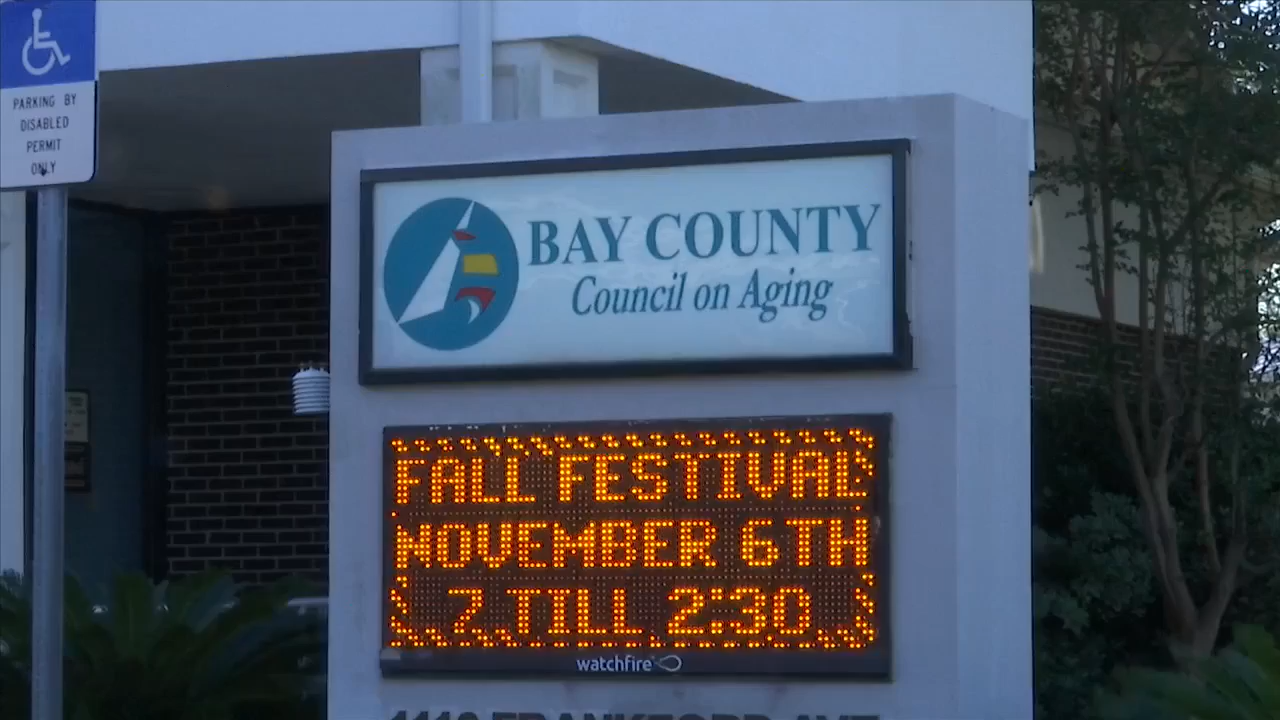 PARKING BY
DISABLED
PERMIT
ONLY
BAY COUNTY
Council on Aging
FALL FESTIVAL
NOVEMBER 6TH
7 TILL 2:30
watchfire
FRANKFORD AVE